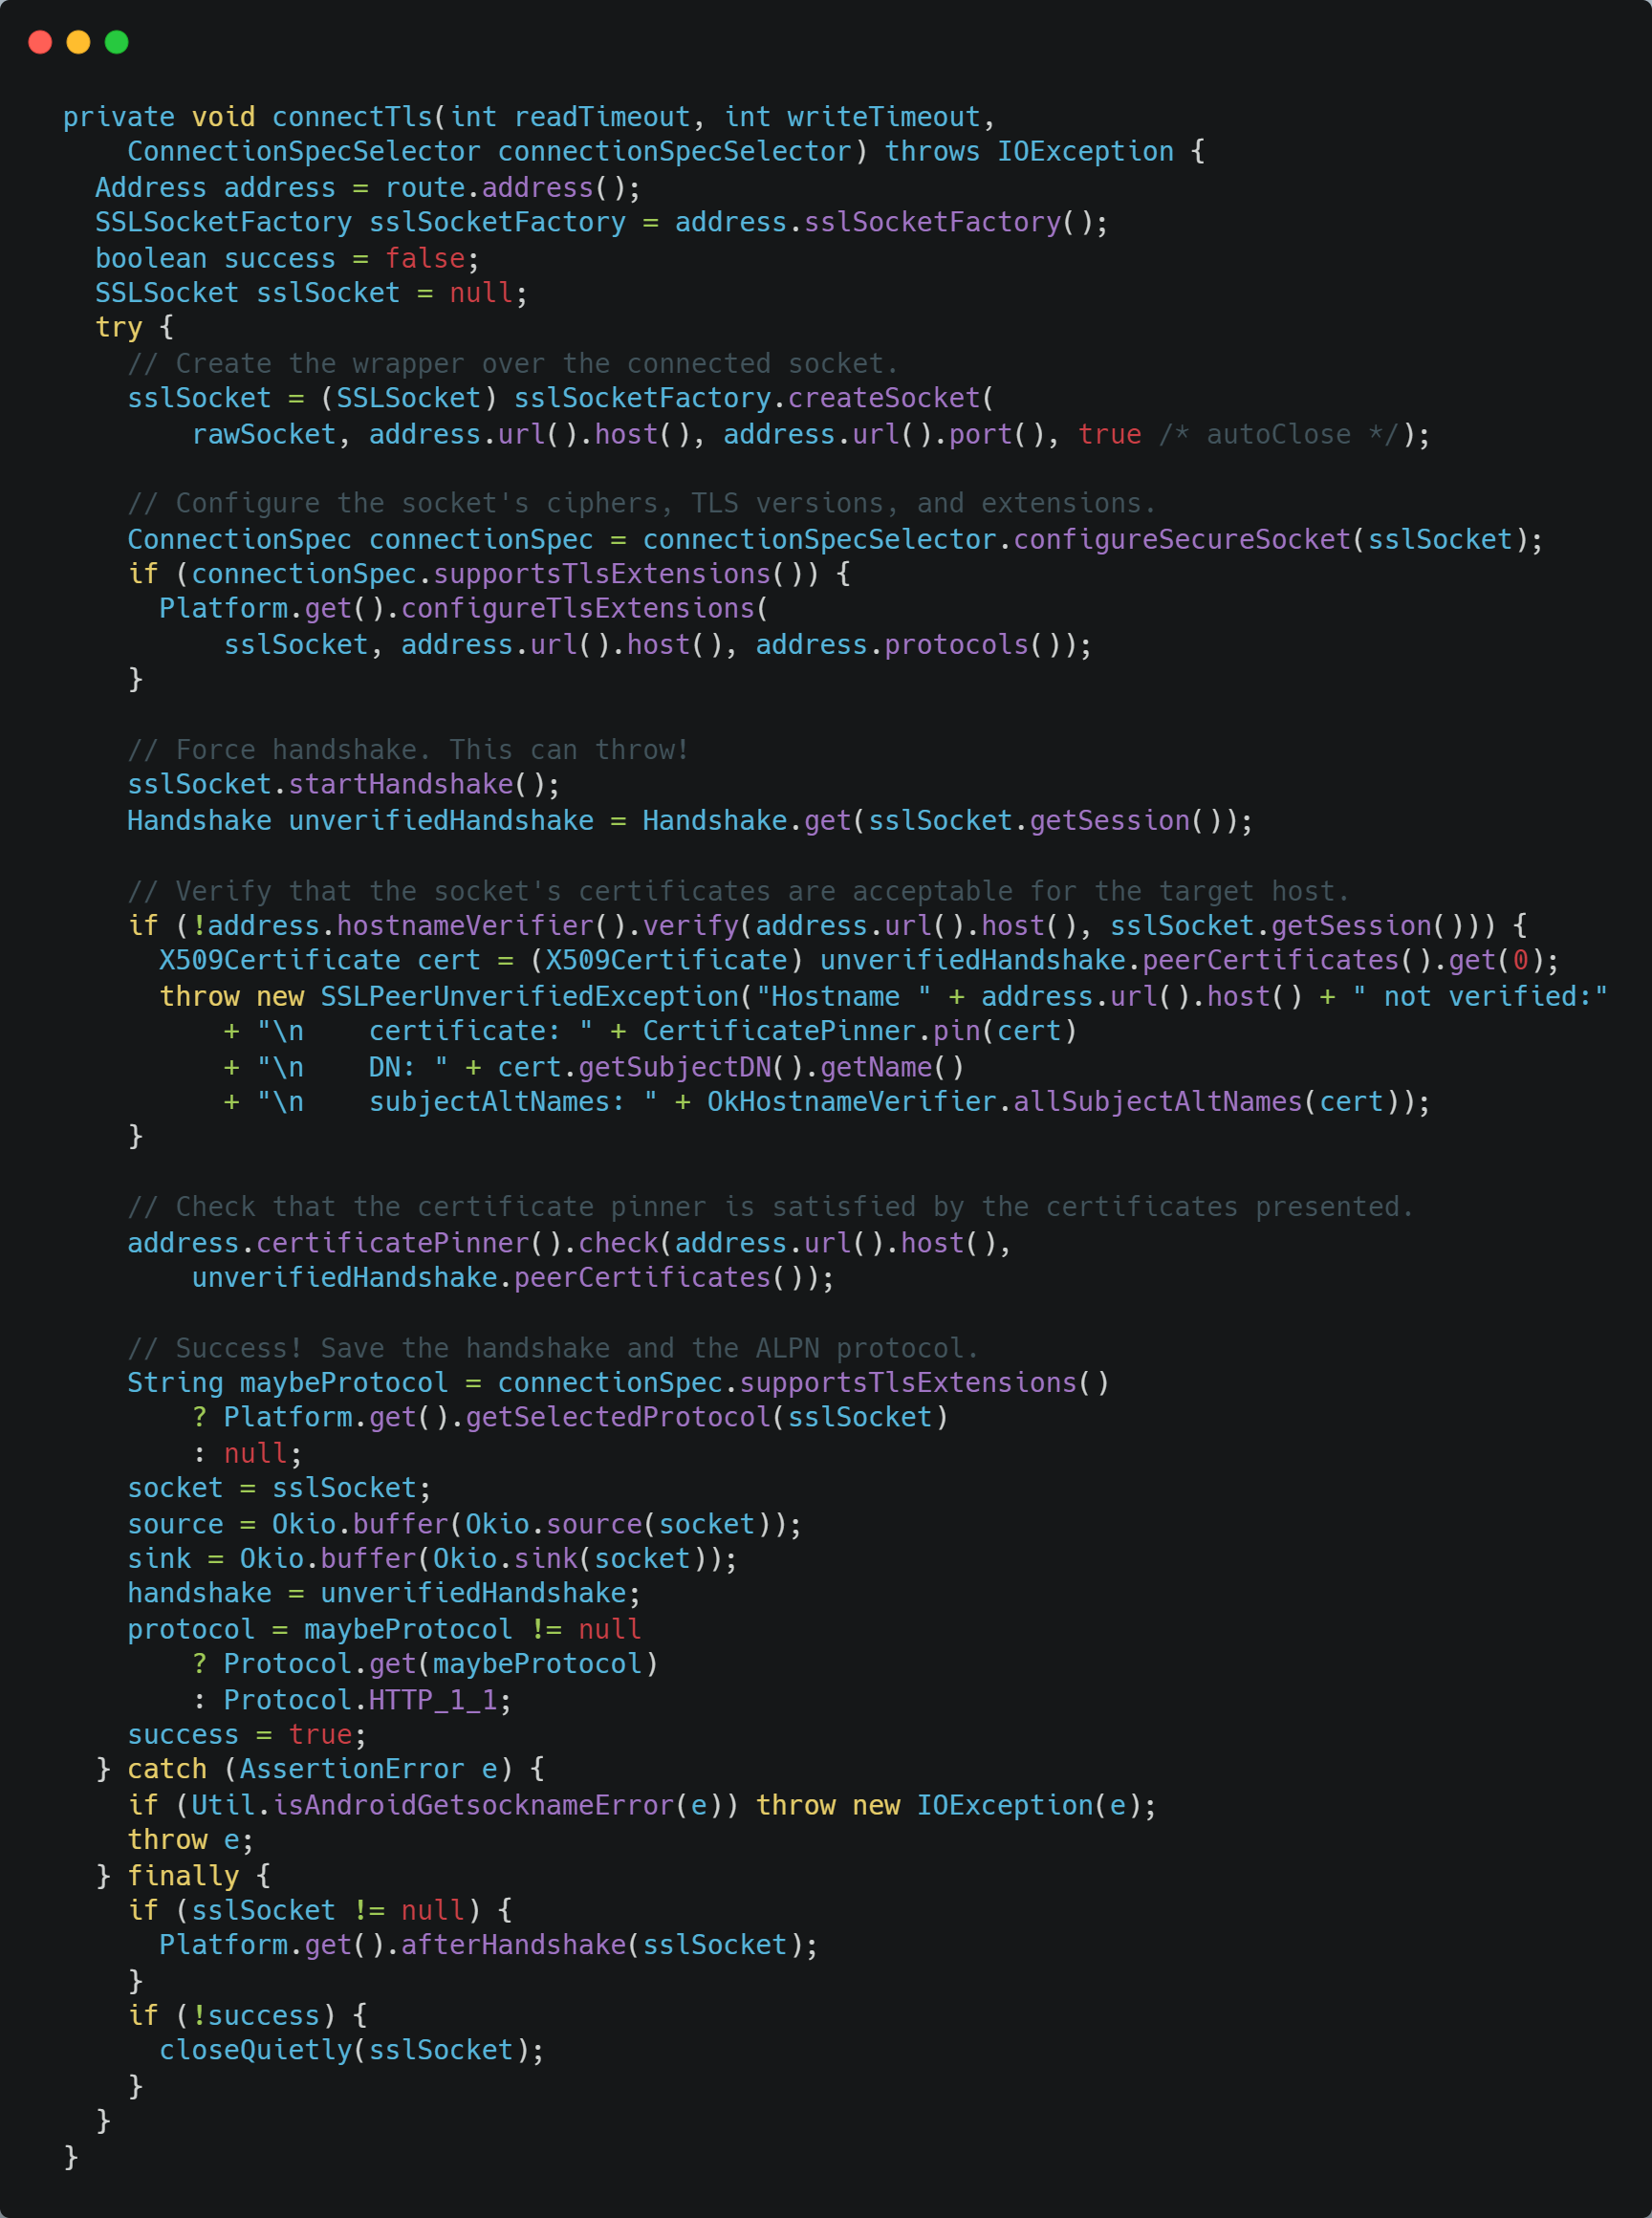 private void connectTls(int readTimeout, int writeTimeout,
    ConnectionSpecSelector connectionSpecSelector) throws IOException {
  Address address = route.address();
  SSLSocketFactory sslSocketFactory = address.sslSocketFactory();
  boolean success = false;
  SSLSocket sslSocket = null;
  try {
    // Create the wrapper over the connected socket.
    sslSocket = (SSLSocket) sslSocketFactory.createSocket(
        rawSocket, address.url().host(), address.url().port(), true /* autoClose */);

    // Configure the socket's ciphers, TLS versions, and extensions.
    ConnectionSpec connectionSpec = connectionSpecSelector.configureSecureSocket(sslSocket);
    if (connectionSpec.supportsTlsExtensions()) {
      Platform.get().configureTlsExtensions(
          sslSocket, address.url().host(), address.protocols());
    }

    // Force handshake. This can throw!
    sslSocket.startHandshake();
    Handshake unverifiedHandshake = Handshake.get(sslSocket.getSession());

    // Verify that the socket's certificates are acceptable for the target host.
    if (!address.hostnameVerifier().verify(address.url().host(), sslSocket.getSession())) {
      X509Certificate cert = (X509Certificate) unverifiedHandshake.peerCertificates().get(0);
      throw new SSLPeerUnverifiedException("Hostname " + address.url().host() + " not verified:"
          + "\n    certificate: " + CertificatePinner.pin(cert)
          + "\n    DN: " + cert.getSubjectDN().getName()
          + "\n    subjectAltNames: " + OkHostnameVerifier.allSubjectAltNames(cert));
    }

    // Check that the certificate pinner is satisfied by the certificates presented.
    address.certificatePinner().check(address.url().host(),
        unverifiedHandshake.peerCertificates());

    // Success! Save the handshake and the ALPN protocol.
    String maybeProtocol = connectionSpec.supportsTlsExtensions()
        ? Platform.get().getSelectedProtocol(sslSocket)
        : null;
    socket = sslSocket;
    source = Okio.buffer(Okio.source(socket));
    sink = Okio.buffer(Okio.sink(socket));
    handshake = unverifiedHandshake;
    protocol = maybeProtocol != null
        ? Protocol.get(maybeProtocol)
        : Protocol.HTTP_1_1;
    success = true;
  } catch (AssertionError e) {
    if (Util.isAndroidGetsocknameError(e)) throw new IOException(e);
    throw e;
  } finally {
    if (sslSocket != null) {
      Platform.get().afterHandshake(sslSocket);
    }
    if (!success) {
      closeQuietly(sslSocket);
    }
  }
}